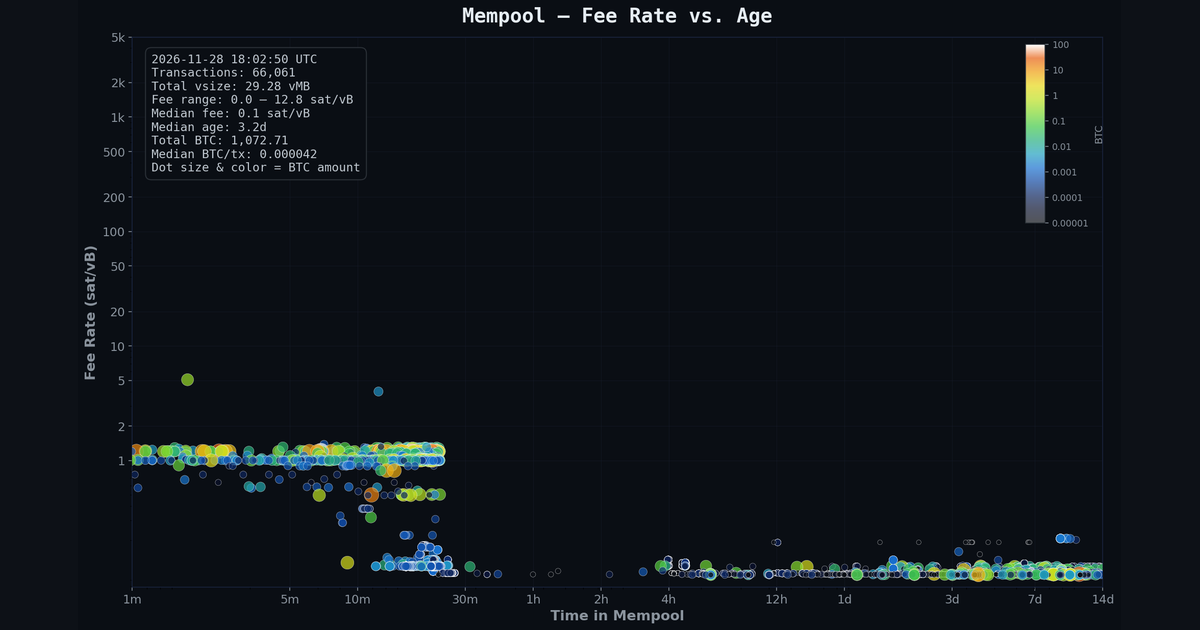 Mempool — Fee Rate vs. Age
2026-11-28 18:02:50 UTC
Transactions: 66,061
Total vsize: 29.28 vMB
Fee range: 0.0 – 12.8 sat/vB
Median fee: 0.1 sat/vB
Median age: 3.2d
Total BTC: 1,072.71
Median BTC/tx: 0.000042
Dot size & color = BTC amount
100
10
1
0.1
0.01
0.001
0.0001
0.00001
BTC
Fee Rate (sat/vB)
5k
2k
1k
500
200
100
50
20
10
5
2
1
1m
5m
10m
30m
1h
2h
4h
12h
1d
3d
7d
14d
Time in Mempool